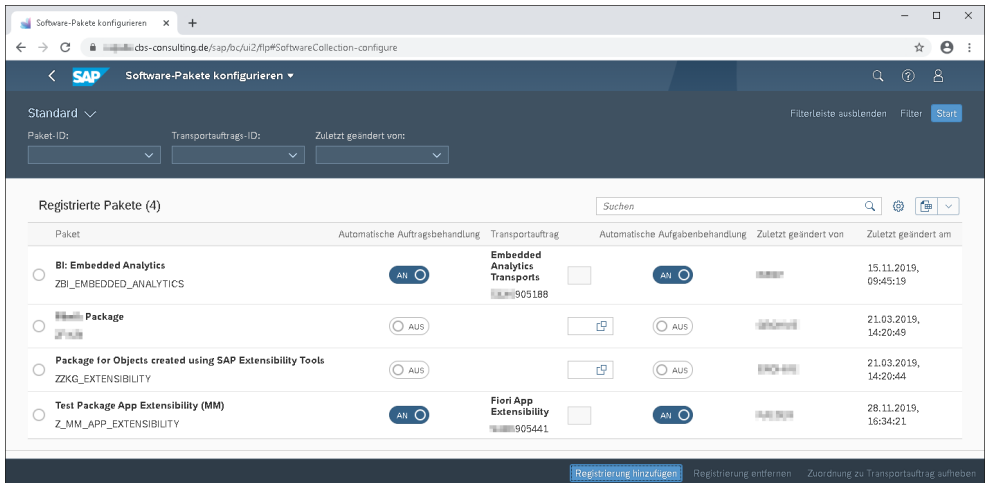 Software-Pakete konfigurieren
cbs-consulting.de/sap/bc/ui2/flp#SoftwareCollection-configure
SAP Software-Pakete konfigurieren
Standard
Filterleiste ausblenden Filter Start
Paket-ID: Transportauftrags-ID: Zuletzt geändert von:
Registrierte Pakete (4)
Suchen
Paket Automatische Auftragsbehandlung Transportauftrag Automatische Aufgabenbehandlung Zuletzt geändert von Zuletzt geändert am
BI: Embedded Analytics
ZBI_EMBEDDED_ANALYTICS
AN
Embedded
Analytics
Transports
905188
AN
15.11.2019,
09:45:19
Package
AUS
AUS
21.03.2019,
14:20:49
Package for Objects created using SAP Extensibility Tools
ZZKG_EXTENSIBILITY
AUS
AUS
21.03.2019,
14:20:44
Test Package App Extensibility (MM)
Z_MM_APP_EXTENSIBILITY
AN
Fiori App
Extensibility
905441
AN
28.11.2019,
16:34:21
Registrierung hinzufügen Registrierung entfernen Zuordnung zu Transportauftrag aufheben